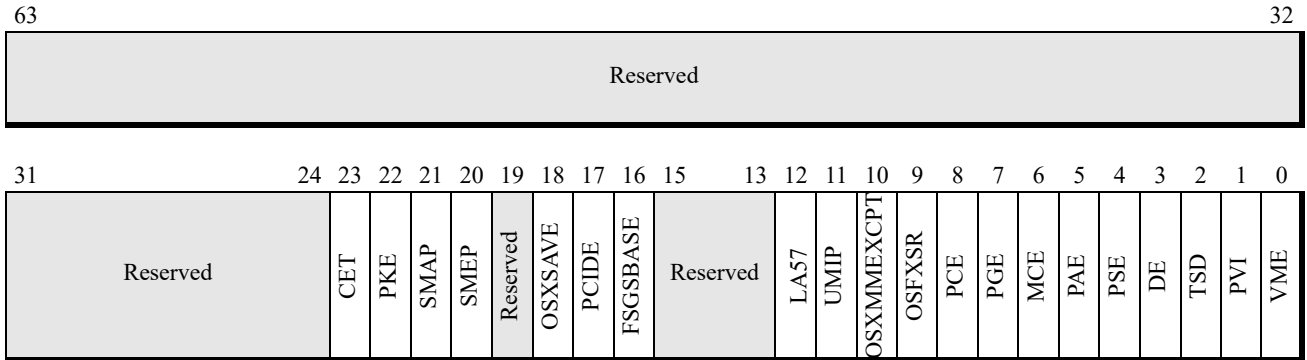 63 32
Reserved
31 24 23 22 21 20 19 18 17 16 15 13 12 11 10 9 8 7 6 5 4 3 2 1 0
Reserved CET PKE SMAP SMEP Reserved OSXSAVE PCIDE FSGSBASE Reserved LA57 UMIP OSXMMEXCPT OSFXSR PCE PGE MCE PAE PSE DE TSD PVI VME